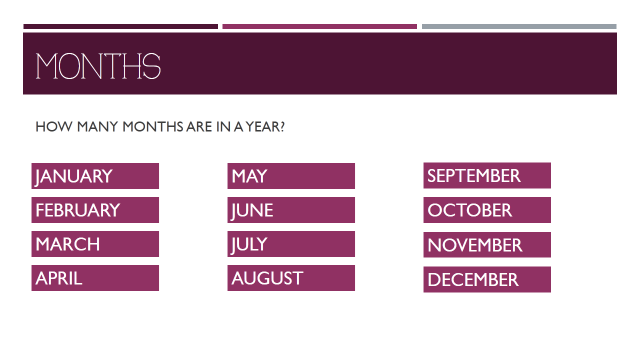 MONTHS
HOW MANY MONTHS ARE IN A YEAR?
JANUARY
FEBRUARY
MARCH
APRIL
MAY
JUNE
JULY
AUGUST
SEPTEMBER
OCTOBER
NOVEMBER
DECEMBER